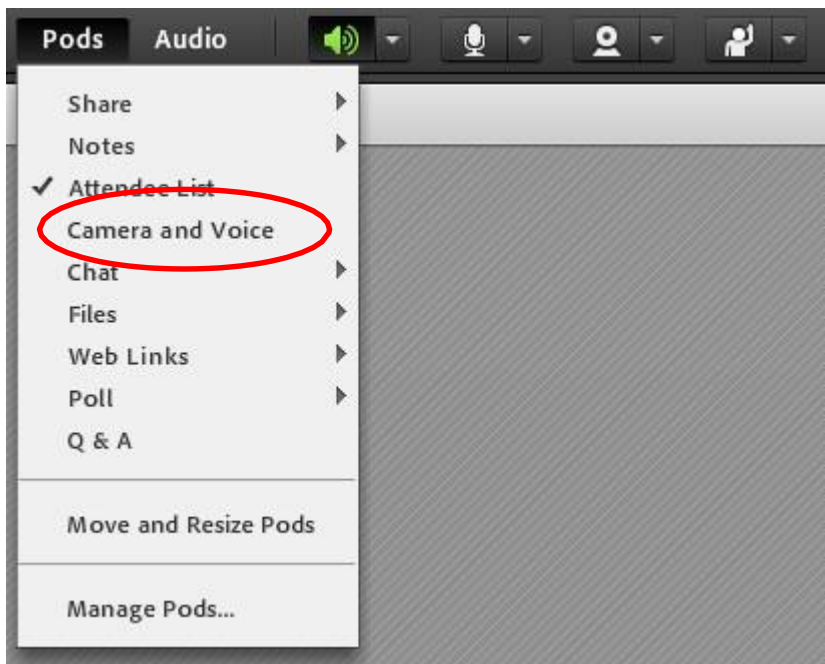 Pods Audio
Share
Notes
Attendee List
Camera and Voice
Chat
Files
Web Links
Poll
Q & A
Move and Resize Pods
Manage Pods...